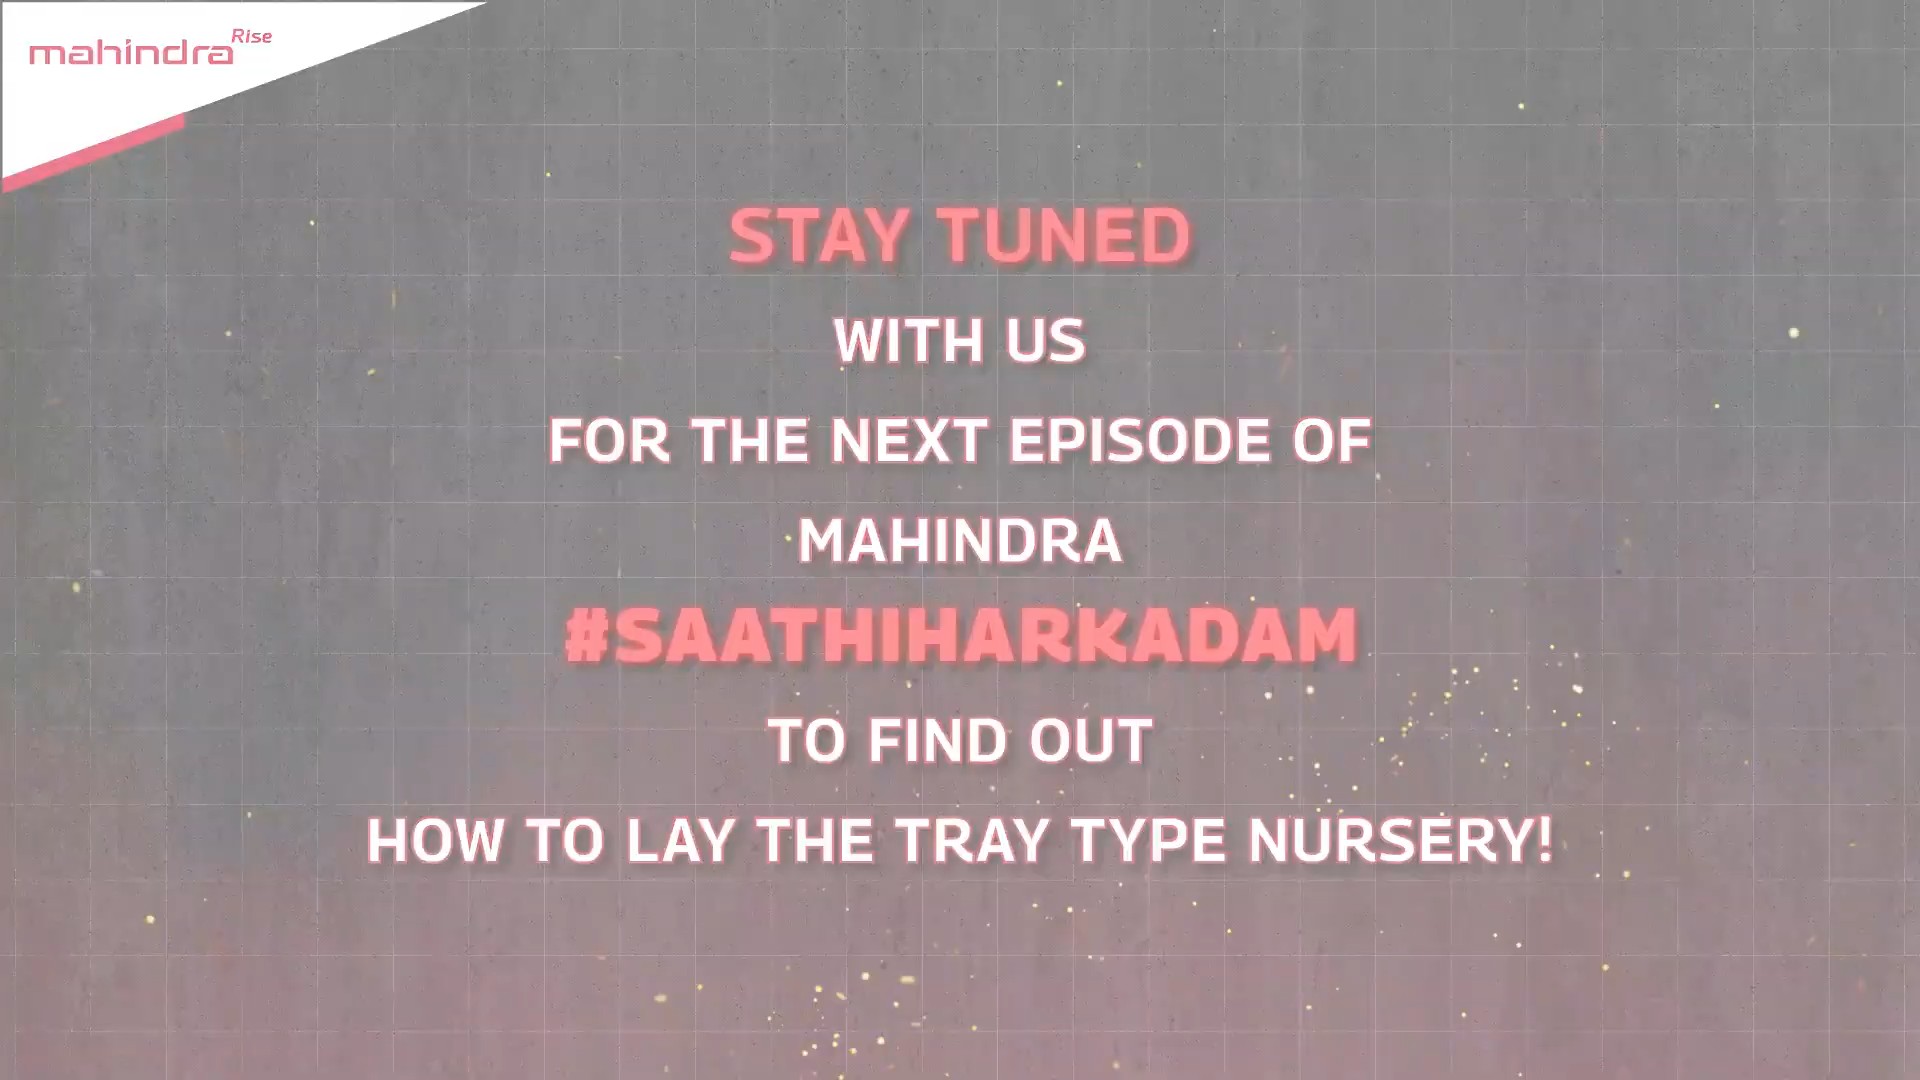 mahindra Rise
STAY TUNED
WITH US
FOR THE NEXT EPISODE OF
MAHINDRA
#SAATHIHARKADAM
TO FIND OUT
HOW TO LAY THE TRAY TYPE NURSERY!